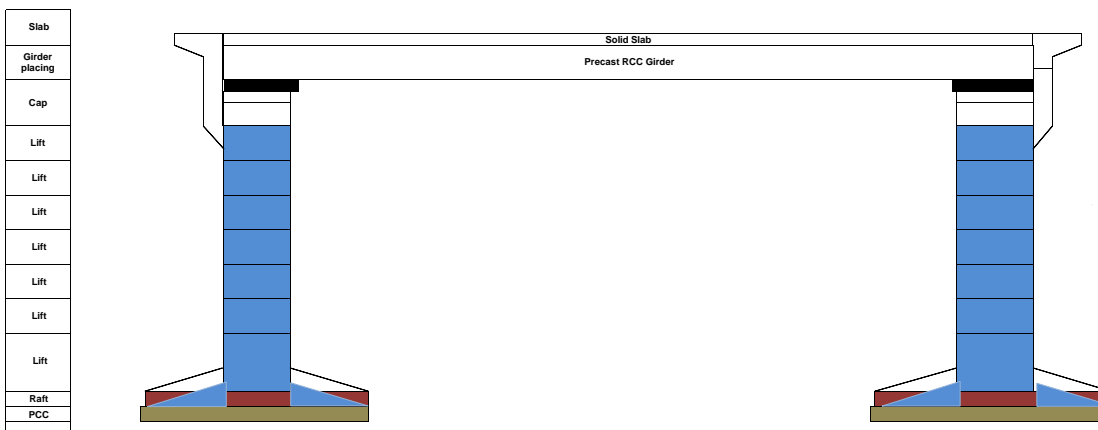 Slab
Girder
placing
Cap
Lift
Lift
Lift
Lift
Lift
Lift
Lift
Raft
PCC
Solid Slab
Precast RCC Girder